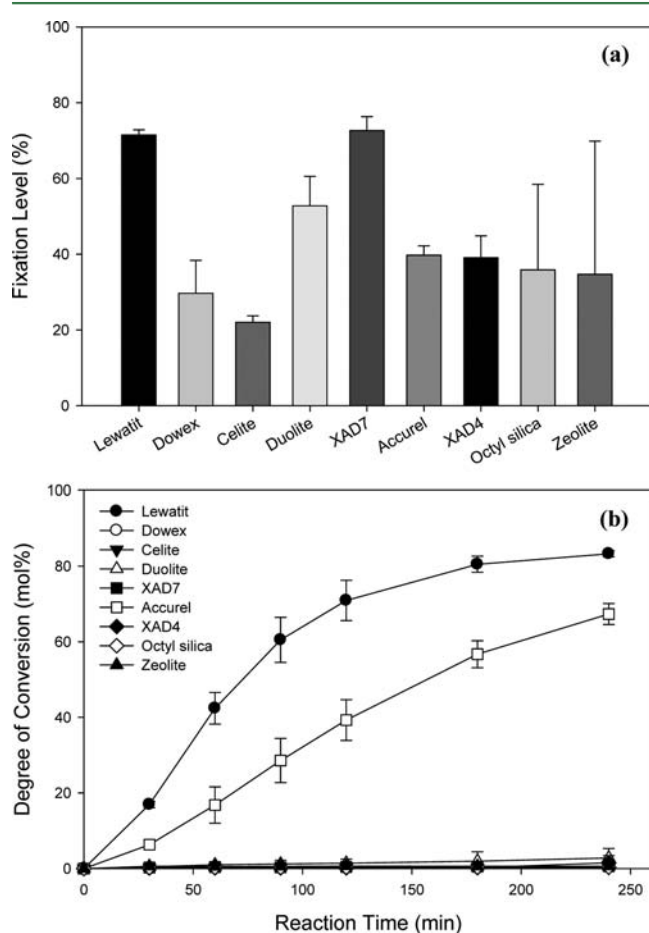 (a)
Fixation Level (%)
100
80
60
40
20
0
Lewatit
Dowex
Celite
Duolite
XAD7
Accurel
XAD4
Octyl silica
Zeolite
(b)
Degree of Conversion (mol%)
100
80
60
40
20
0
Lewatit
Dowex
Celite
Duolite
XAD7
Accurel
XAD4
Octyl silica
Zeolite
0
50
100
150
200
250
Reaction Time (min)